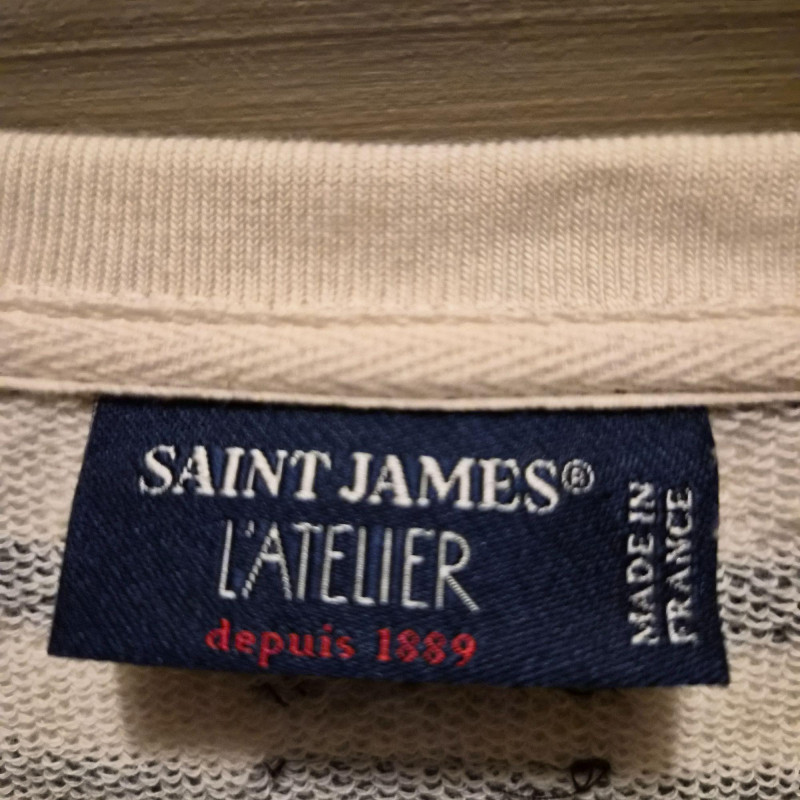 SAINT JAMES®
L'ATELIER
depuis 1889
MADE IN
FRANCE